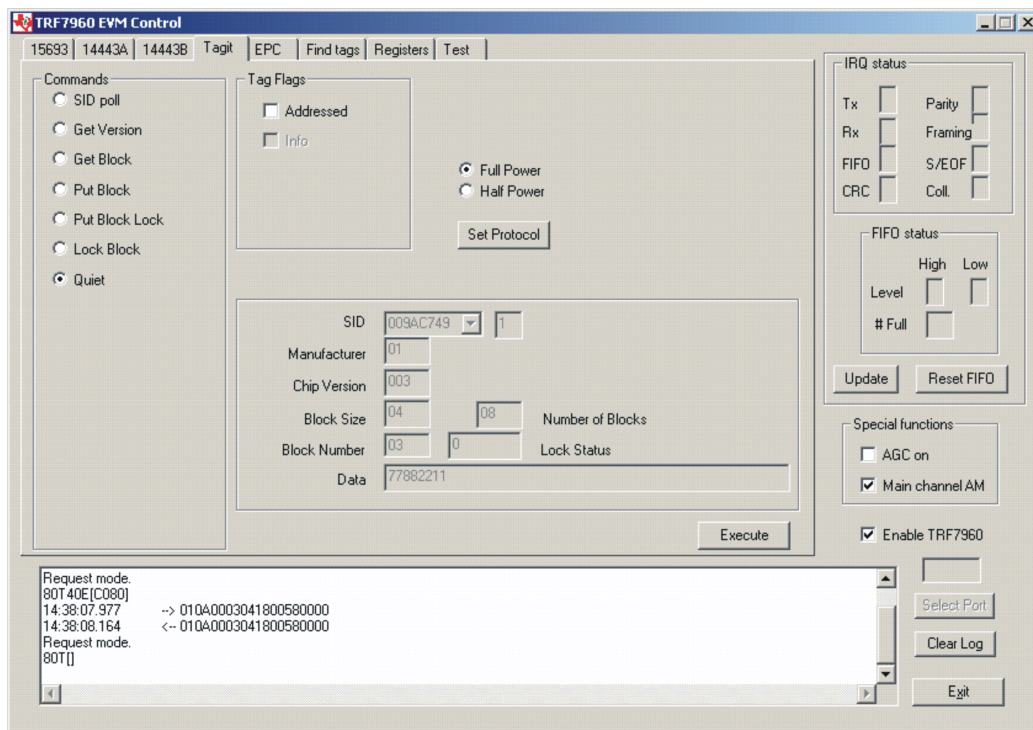 TRF7960 EVM Control
15693 14443A 14443B Tagit EPC Find tags Registers Test
Commands
SID poll
Get Version
Get Block
Put Block
Put Block Lock
Lock Block
Quiet
Tag Flags
Addressed
Info
Full Power
Half Power
Set Protocol
SID 009AC749 1
Manufacturer 01
Chip Version 003
Block Size 04 08 Number of Blocks
Block Number 03 0 Lock Status
Data 77882211
Execute
IRQ status
Tx Parity
Rx Framing
FIFO S/EOF
CRC Coll.
FIFO status
High Low
Level
# Full
Update Reset FIFO
Special functions
AGC on
Main channel AM
Enable TRF7960
Select Port
Clear Log
Exit
Request mode.
80T40E[C080]
14:38:07.977 --> 010A0003041800580000
14:38:08.164 <-- 010A0003041800580000
Request mode.
80T[]